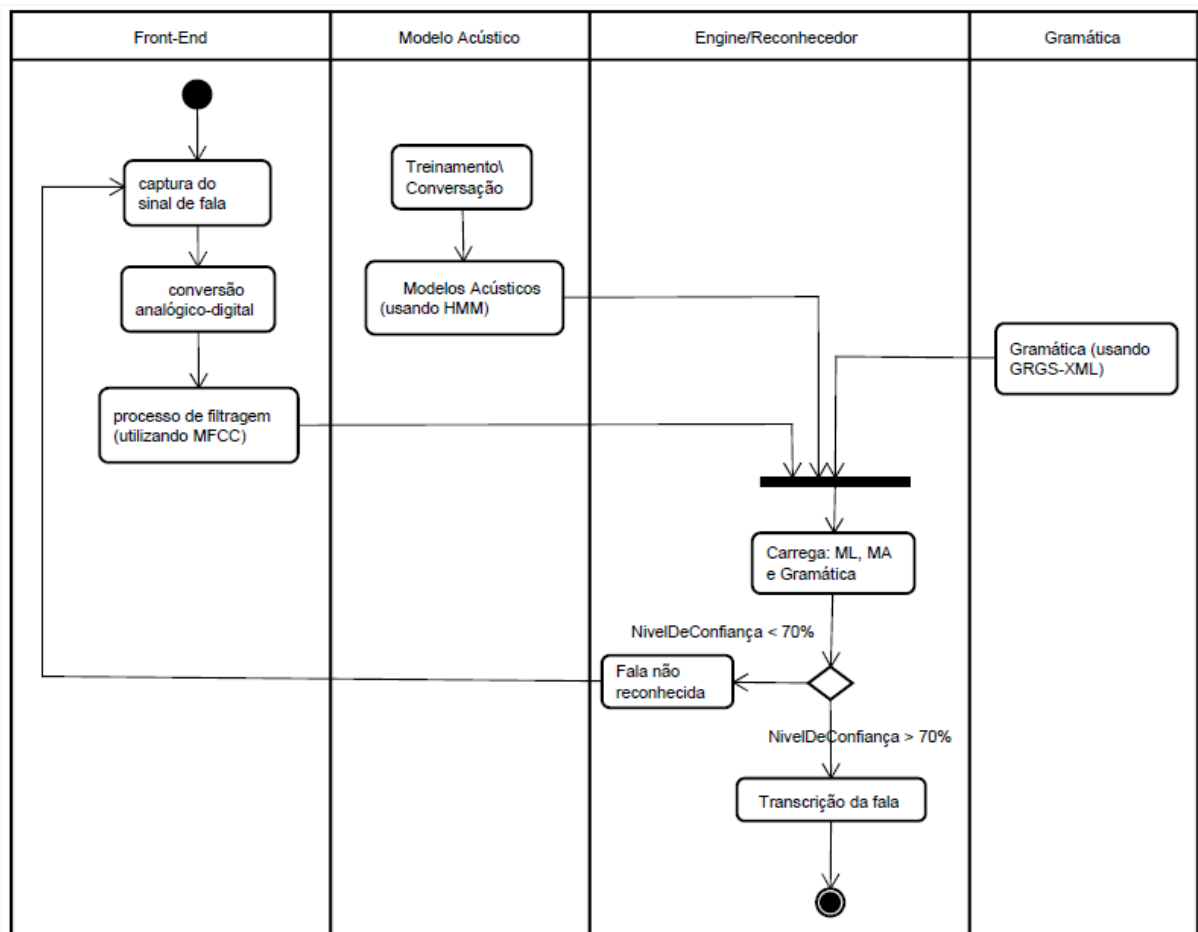 Front-End
Modelo Acústico
Engine/Reconhecedor
Gramática
captura do
sinal de fala
conversão
analógico-digital
processo de filtragem
(utilizando MFCC)
Treinamento\
Conversação
Modelos Acústicos
(usando HMM)
Gramática (usando
GRGS-XML)
Carrega: ML, MA
e Gramática
NivelDeConfiança < 70%
Fala não
reconhecida
NivelDeConfiança > 70%
Transcrição da fala